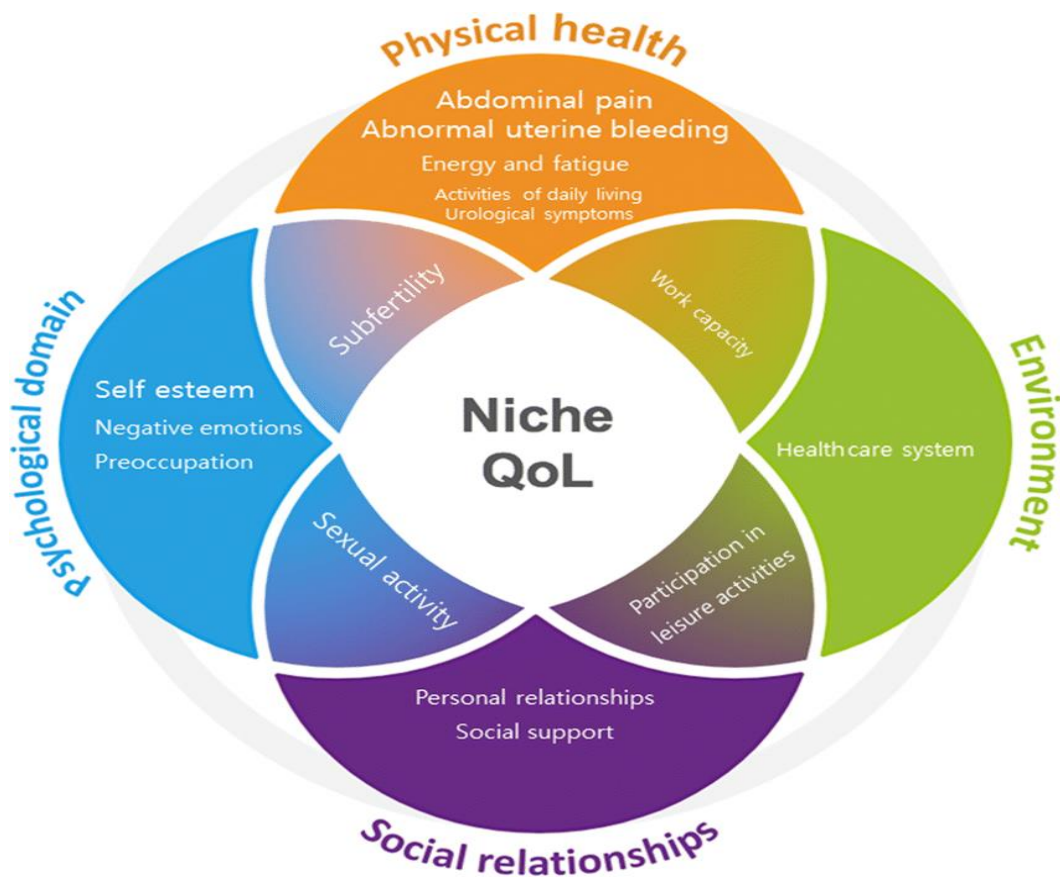 Physical health
Abdominal pain
Abnormal uterine bleeding
Energy and fatigue
Activities of daily living
Urological symptoms
Subfertility
Work capacity
Psychological domain
Self esteem
Negative emotions
Preoccupation
Niche
QoL
Environment
Healthcare system
Sexual activity
Participation in
leisure activities
Personal relationships
Social support
Social relationships